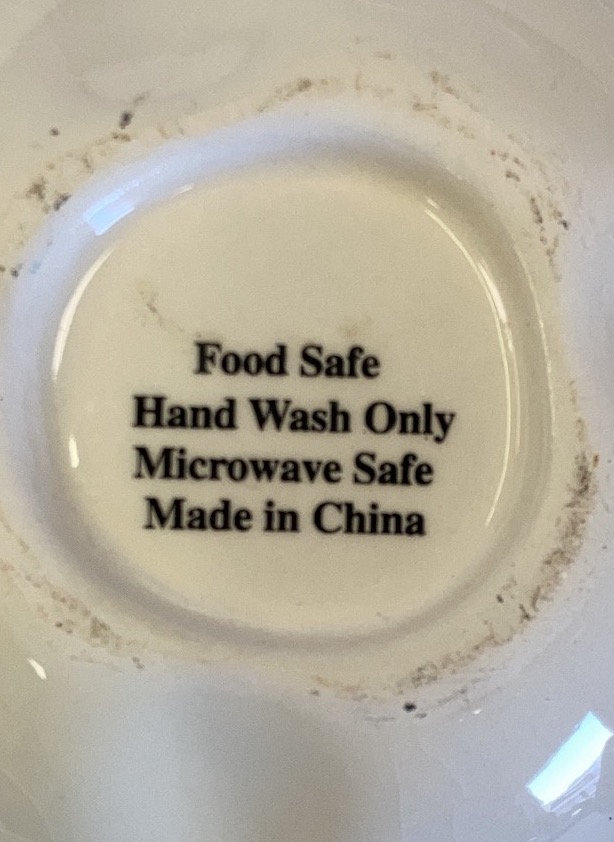 Food Safe
Hand Wash Only
Microwave Safe
Made in China